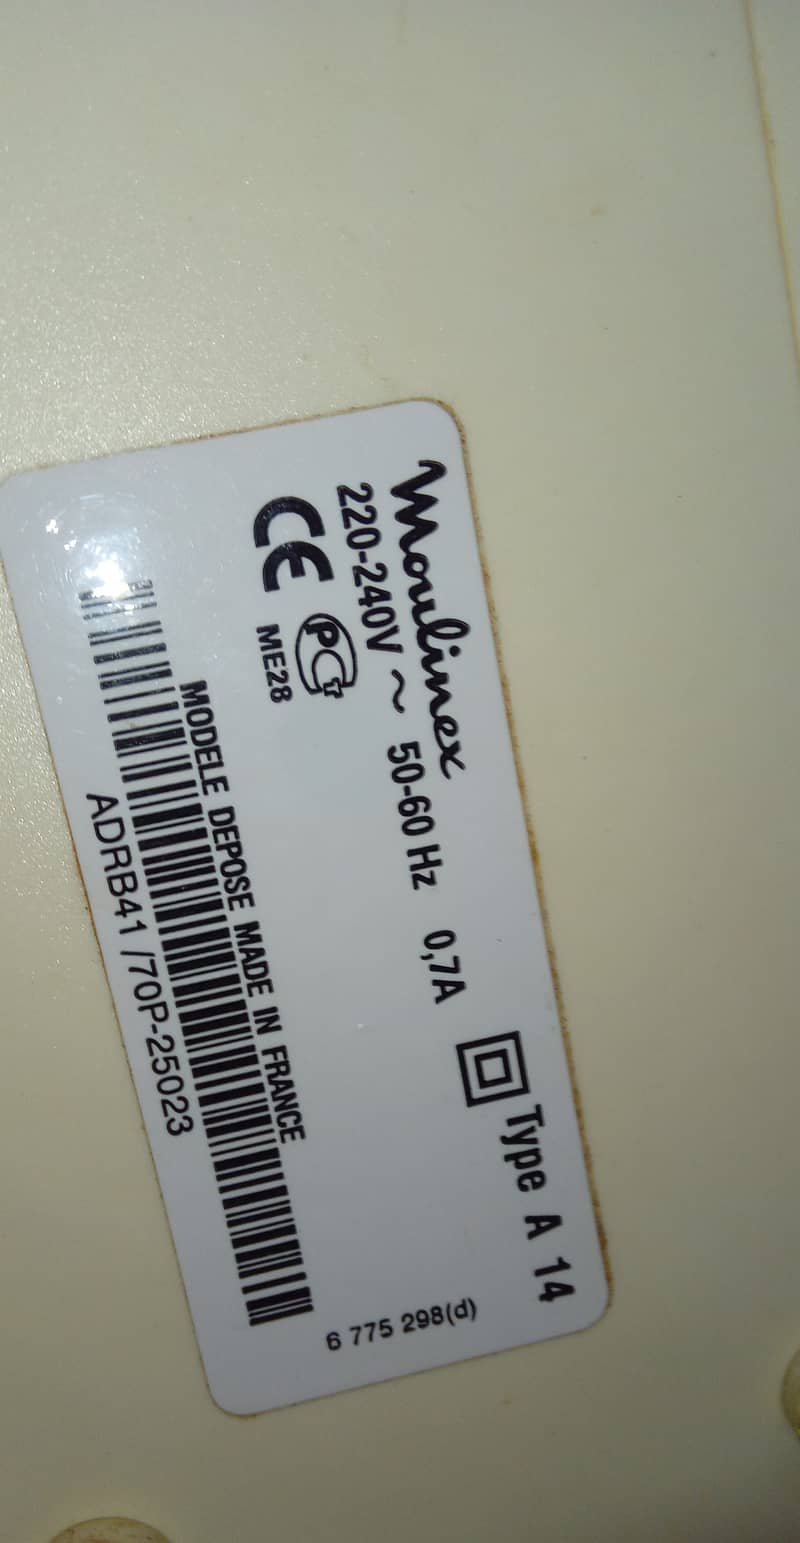 Moulinex
220-240V ~ 50-60 Hz 0,7A Type A 14
CE PCT
ME28
MODELE DEPOSE MADE IN FRANCE
ADRB41 /70P-25023
6 775 298(d)